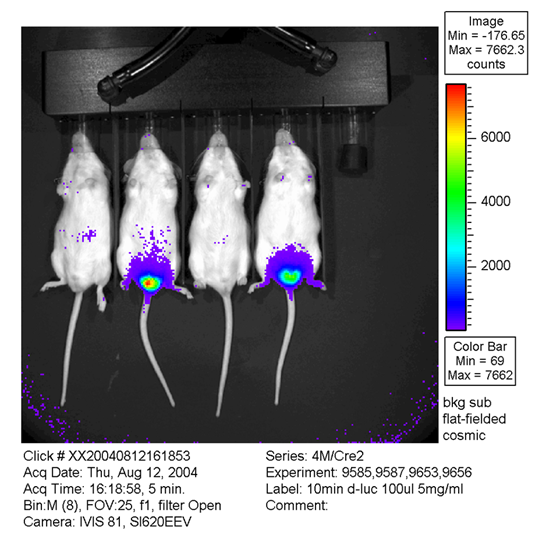 Image
Min = -176.65
Max = 7662.3
counts
6000
4000
2000
Color Bar
Min = 69
Max = 7662
bkg sub
flat-fielded
cosmic
Click # XX20040812161853
Acq Date: Thu, Aug 12, 2004
Acq Time: 16:18:58, 5 min.
Bin:M (8), FOV:25, f1, filter Open
Camera: IVIS 81, SI620EEV
Series: 4M/Cre2
Experiment: 9585,9587,9653,9656
Label: 10min d-luc 100ul 5mg/ml
Comment: